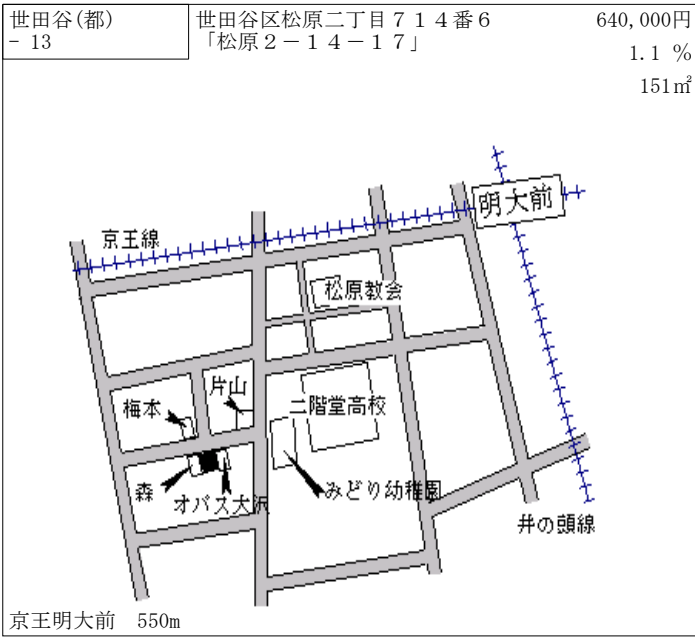 世田谷(都)
- 13
世田谷区松原二丁目７１４番６
「松原２－１４－１７」
640,000円
1.1 %
151㎡
明大前
京王線
松原教会
片山
梅本
二階堂高校
森
オパス大沢
みどり幼稚園
井の頭線
京王明大前　550m